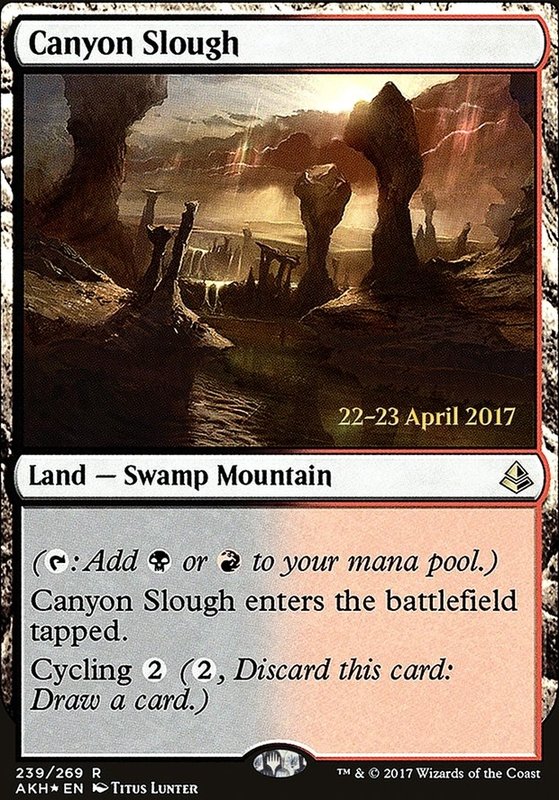 Canyon Slough
22–23 April 2017
Land — Swamp Mountain
( : Add or to your mana pool.)
Canyon Slough enters the battlefield
tapped.
Cycling 2 (2, Discard this card:
Draw a card.)
239/269 R
AKH★EN Titus Lunter
™ & © 2017 Wizards of the Coast